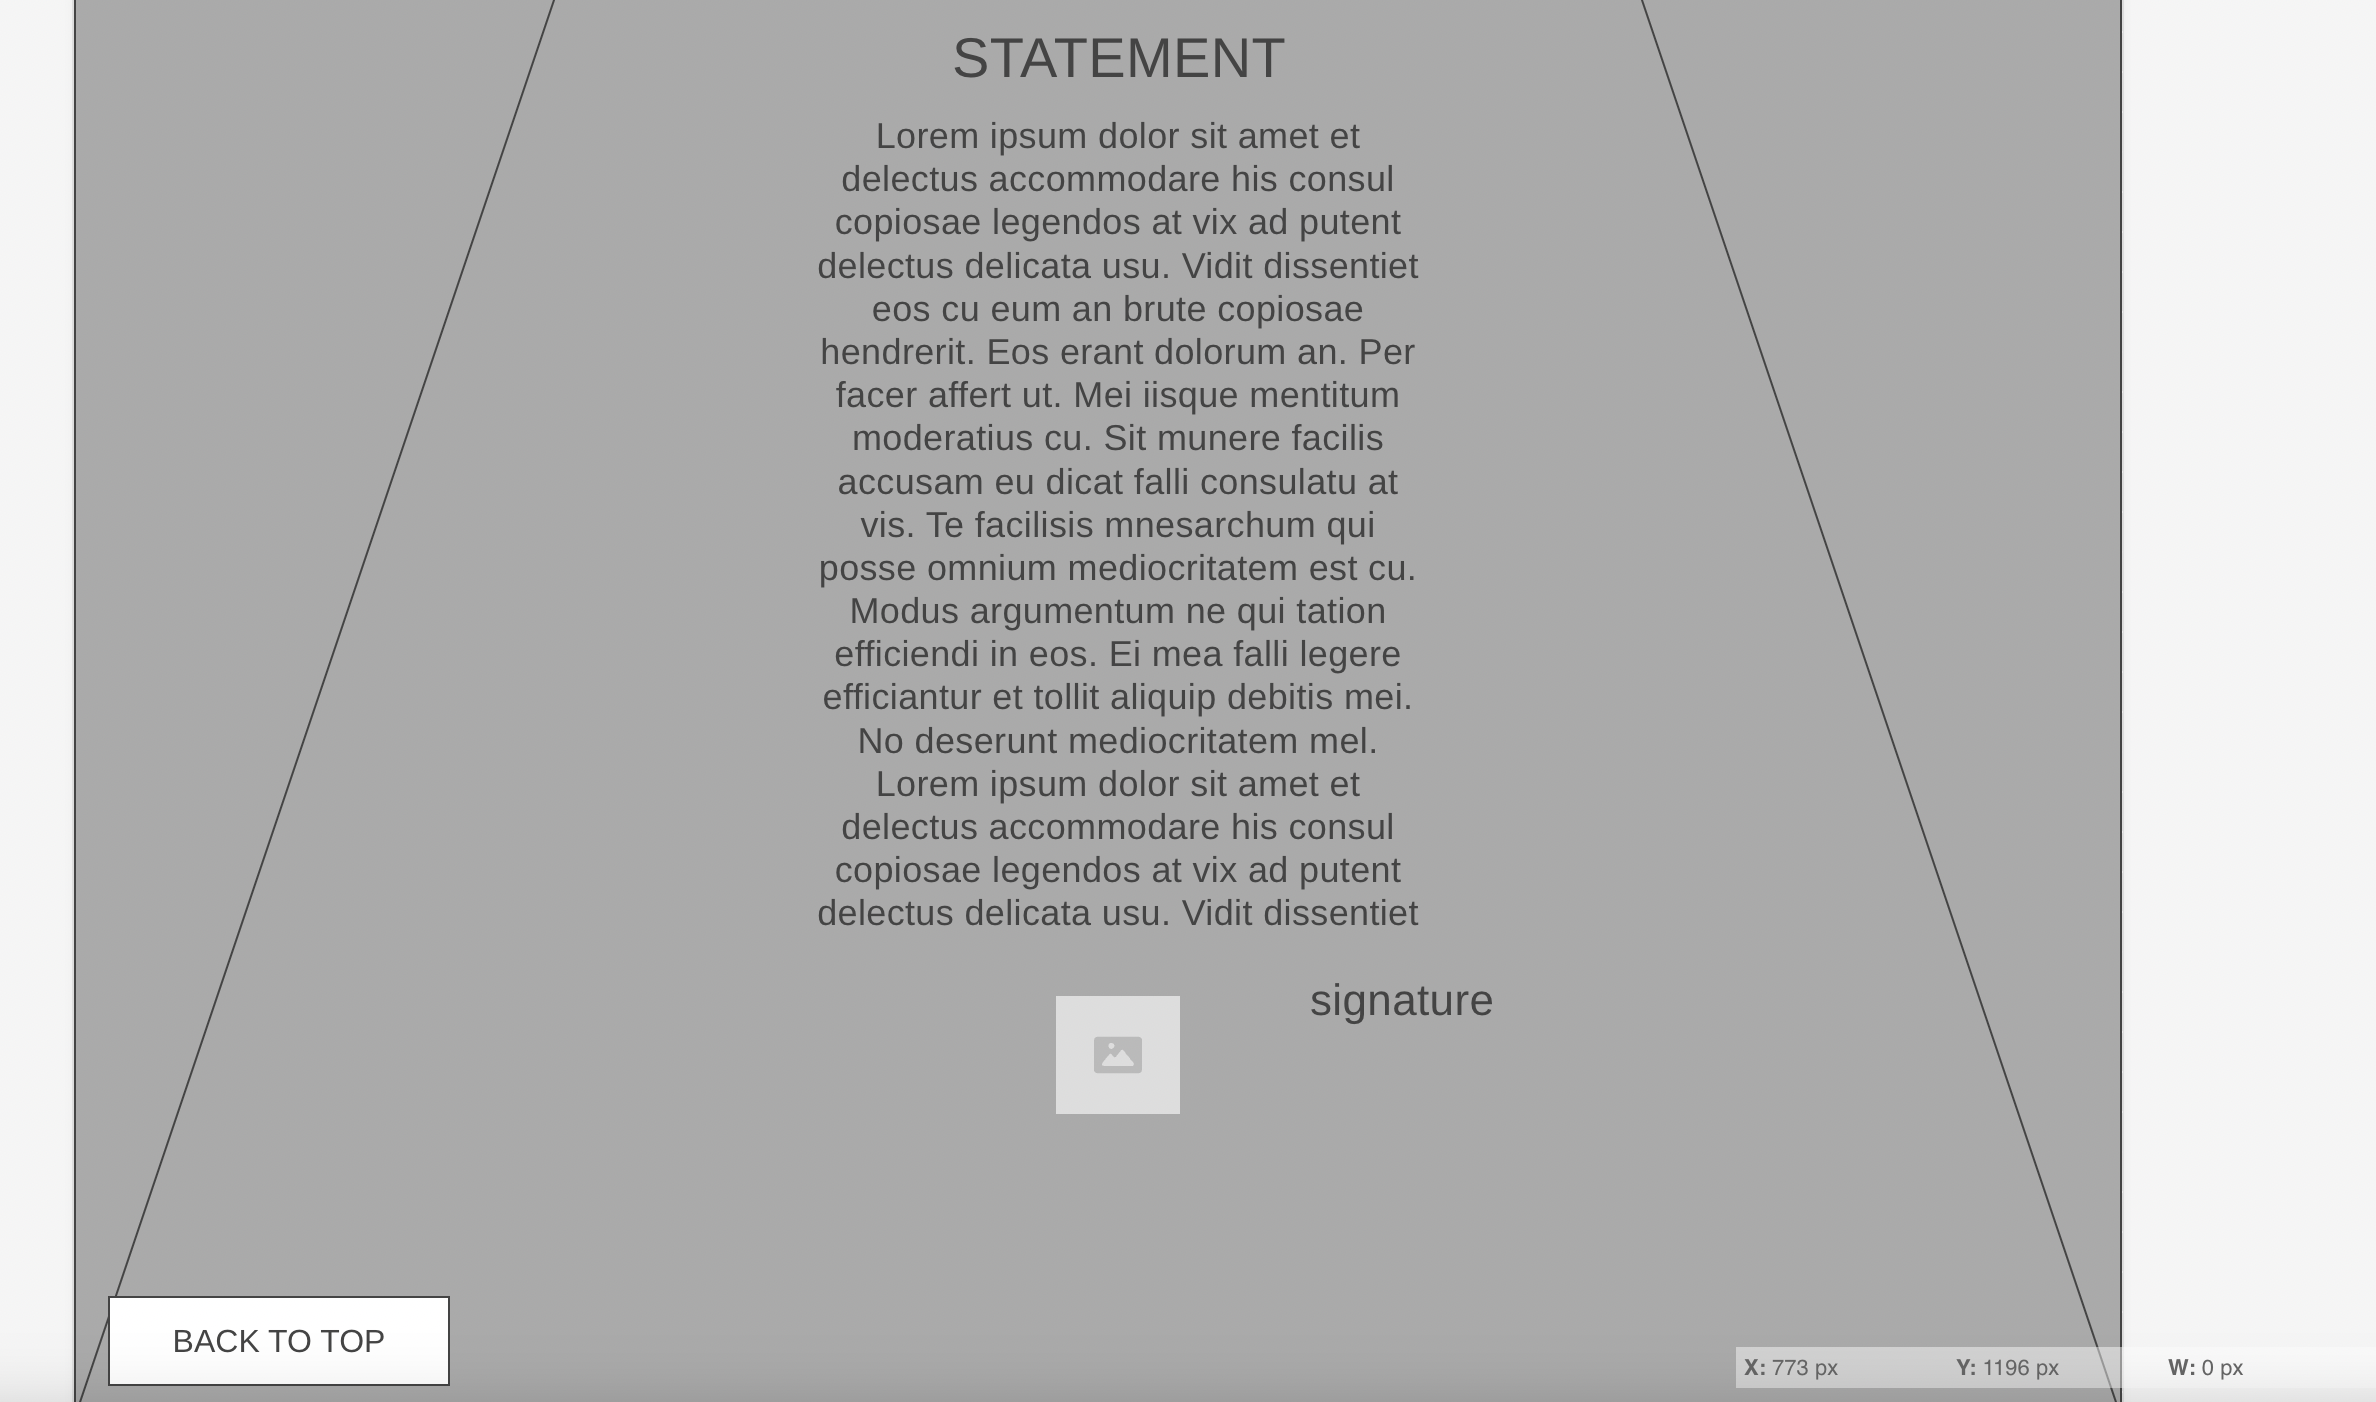 STATEMENT
Lorem ipsum dolor sit amet et
delectus accommodare his consul
copiosae legendos at vix ad putent
delectus delicata usu. Vidit dissentiet
eos cu eum an brute copiosae
hendrerit. Eos erant dolorum an. Per
facer affert ut. Mei iisque mentitum
moderatius cu. Sit munere facilis
accusam eu dicat falli consulatu at
vis. Te facilisis mnesarchum qui
posse omnium mediocritatem est cu.
Modus argumentum ne qui tation
efficiendi in eos. Ei mea falli legere
efficiantur et tollit aliquip debitis mei.
No deserunt mediocritatem mel.
Lorem ipsum dolor sit amet et
delectus accommodare his consul
copiosae legendos at vix ad putent
delectus delicata usu. Vidit dissentiet
signature
BACK TO TOP
X: 773 px Y: 1196 px W: 0 px